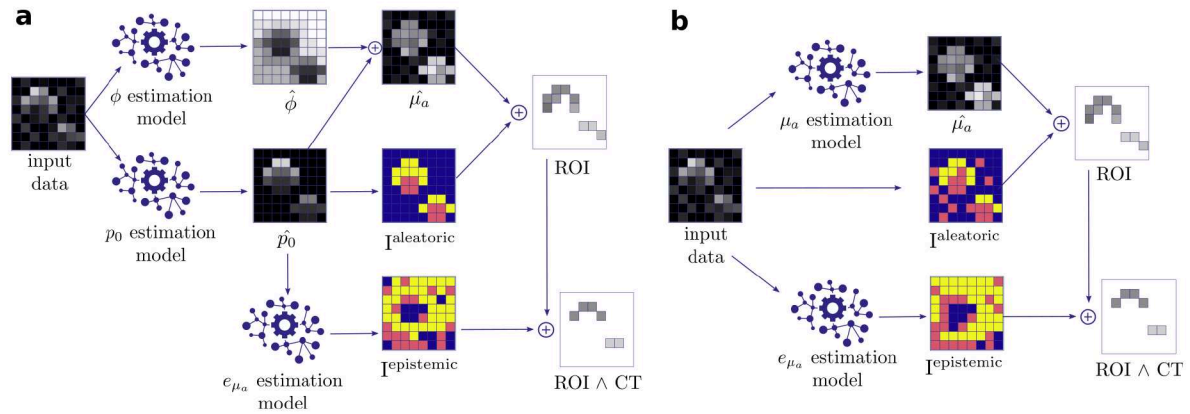 a
input
data
ϕ estimation
model
p₀ estimation
model
ϕ̂
p̂₀
μ̂ₐ
I^aleatoric
I^epistemic
e_μₐ estimation
model
ROI
ROI ∧ CT
b
input
data
μₐ estimation
model
e_μₐ estimation
model
μ̂ₐ
I^aleatoric
I^epistemic
ROI
ROI ∧ CT